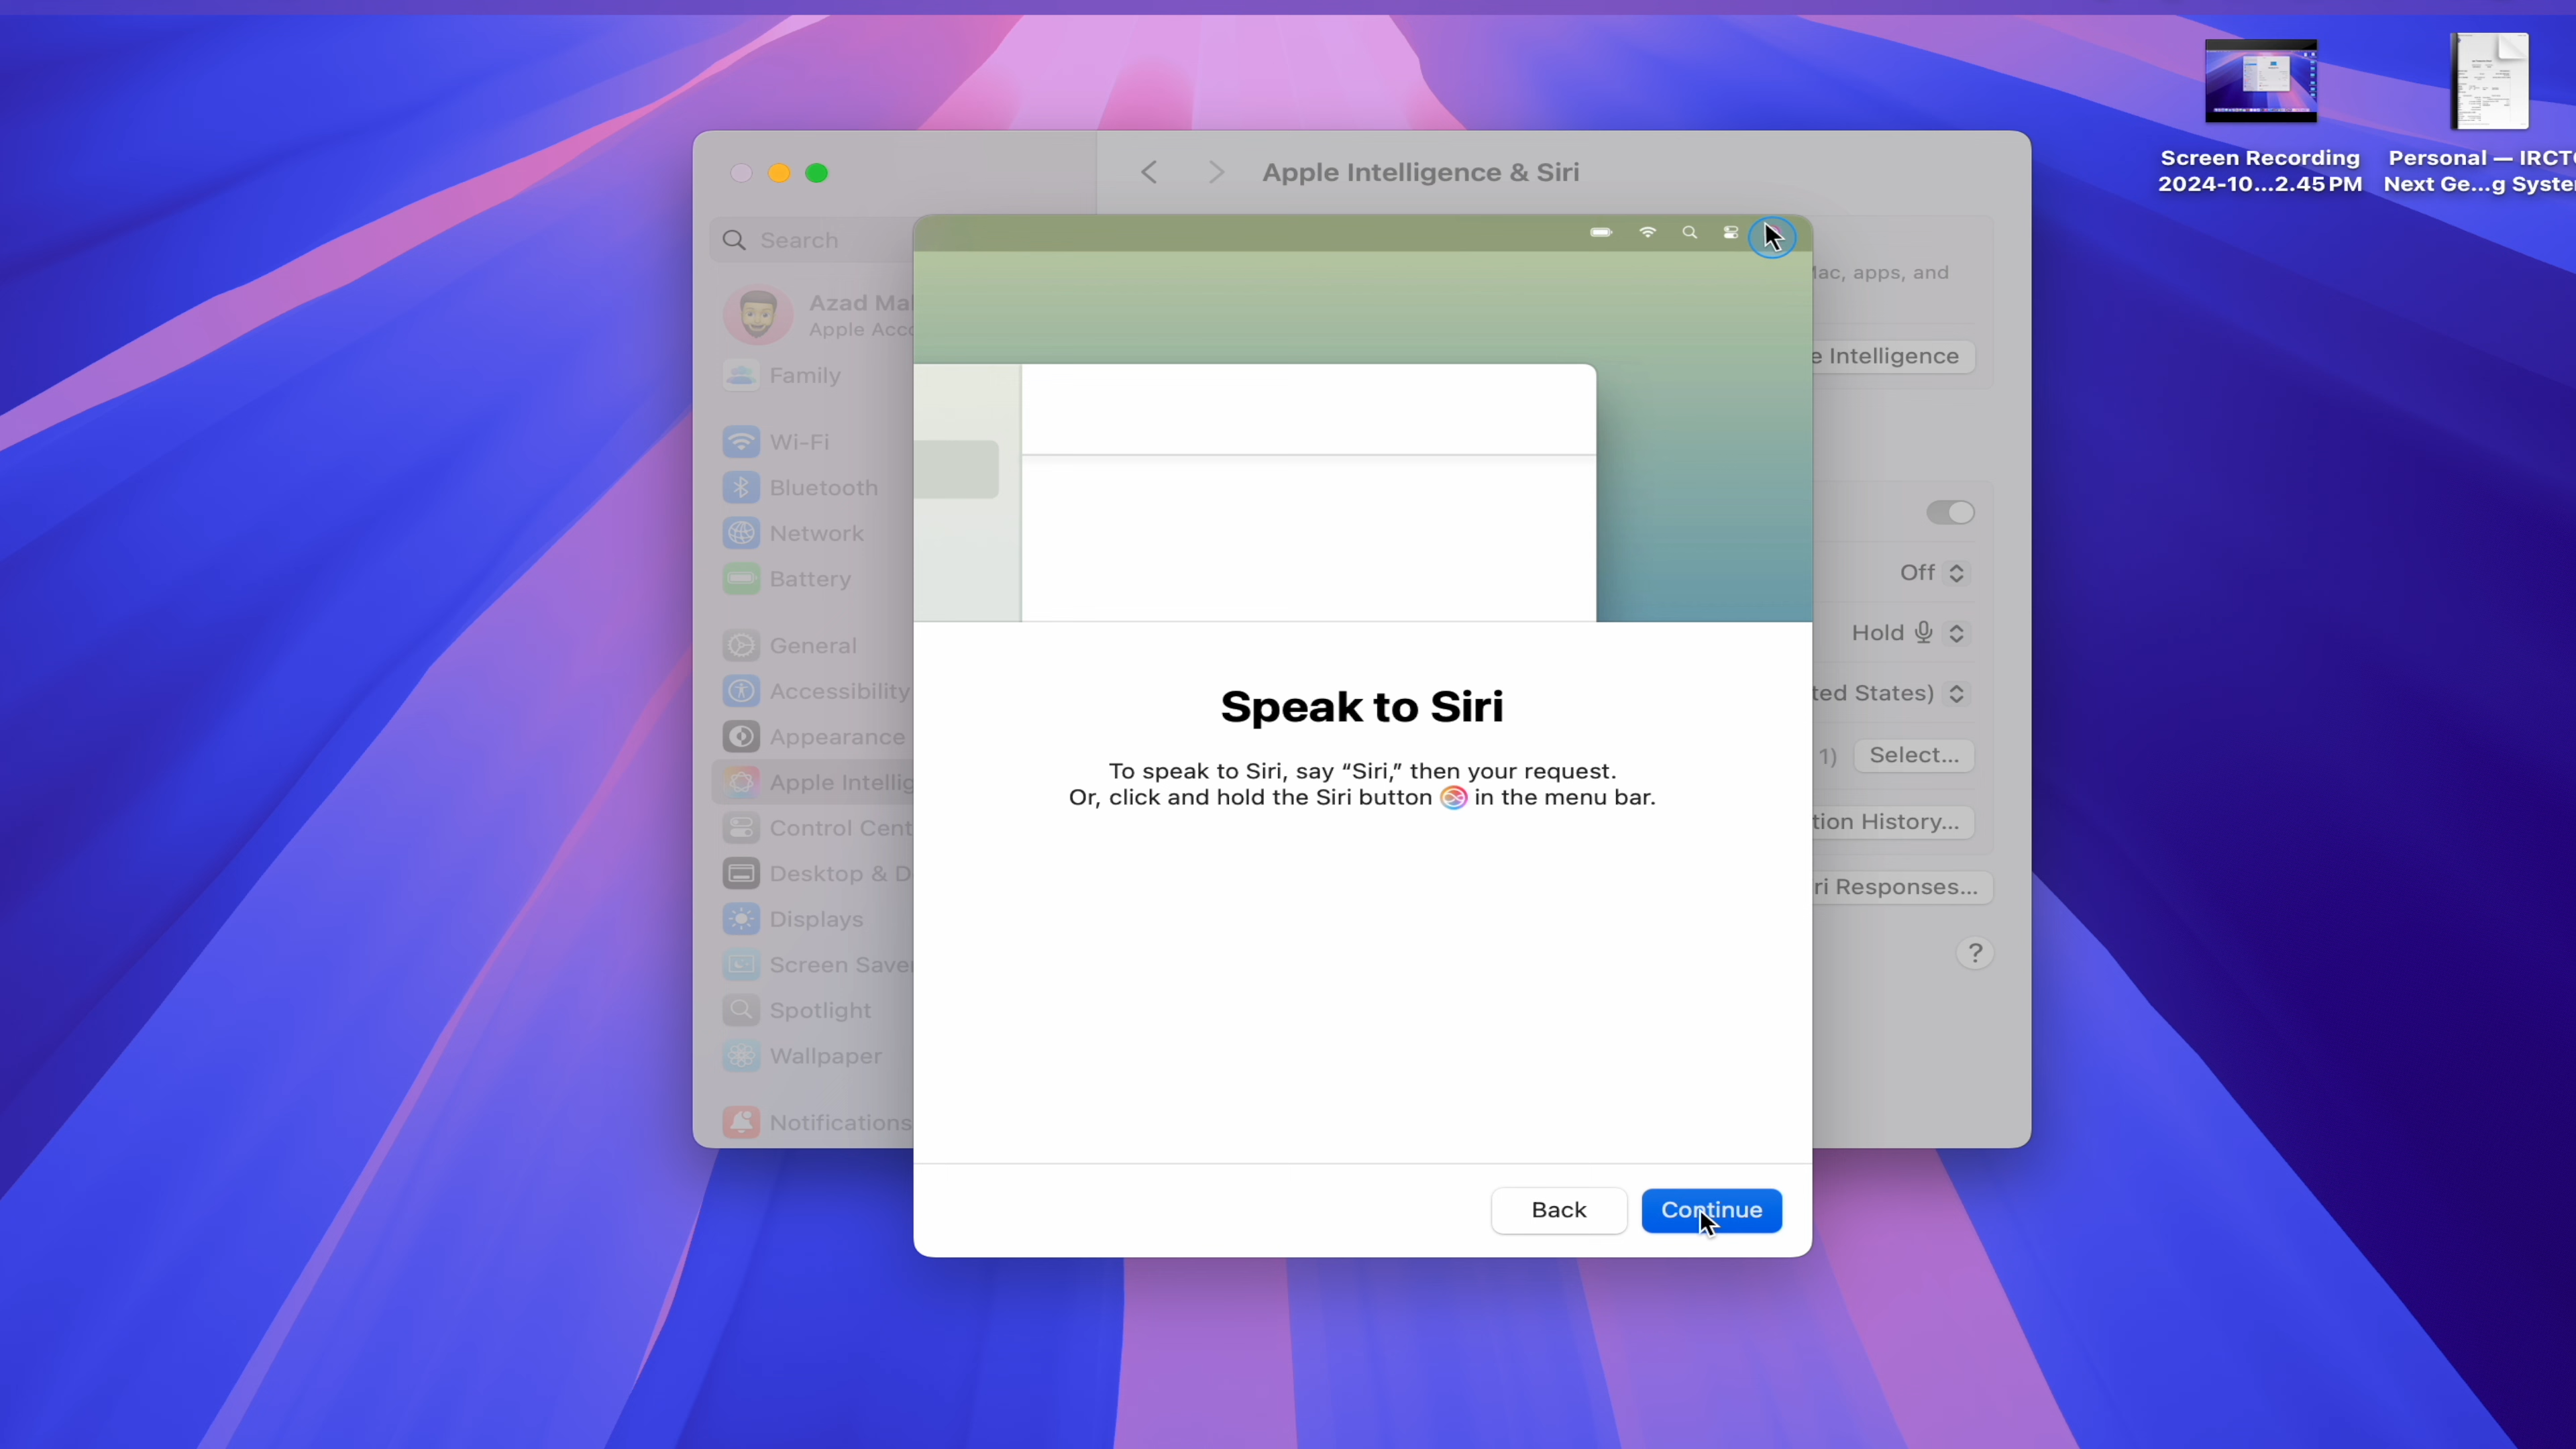 Screen Recording
2024-10...2.45 PM
Personal — IRCT
Next Ge...g Syste
Apple Intelligence & Siri
Search
Azad Ma
Apple Acc
Family
Wi-Fi
Bluetooth
Network
Battery
General
Accessibility
Appearance
Apple Intellig
Control Cent
Desktop & D
Displays
Screen Saver
Spotlight
Wallpaper
Notifications
Mac, apps, and
e Intelligence
Off
Hold
ted States)
1) Select...
tion History...
ri Responses...
?
Speak to Siri
To speak to Siri, say “Siri,” then your request.
Or, click and hold the Siri button in the menu bar.
Back
Continue